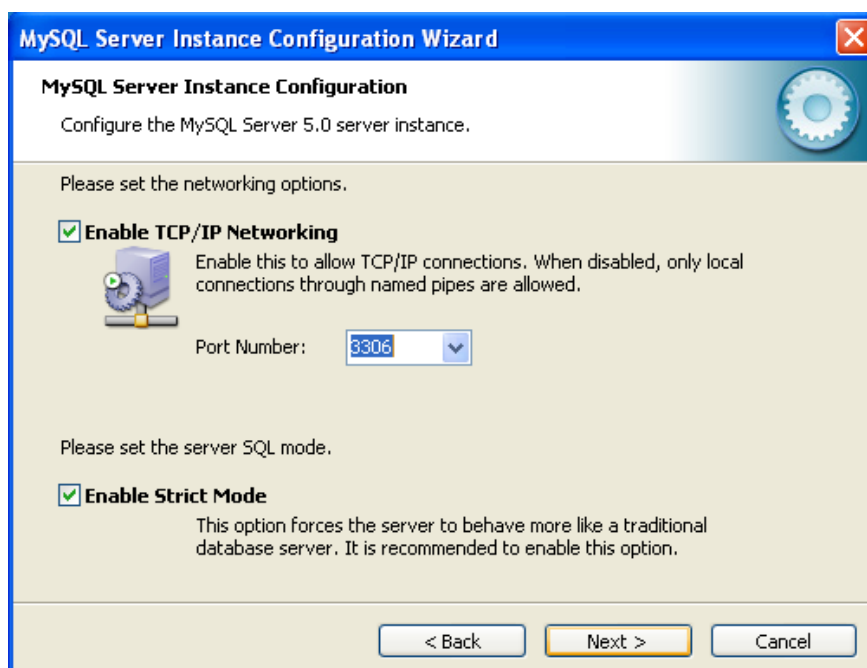 MySQL Server Instance Configuration Wizard
MySQL Server Instance Configuration
Configure the MySQL Server 5.0 server instance.
Please set the networking options.
Enable TCP/IP Networking
Enable this to allow TCP/IP connections. When disabled, only local
connections through named pipes are allowed.
Port Number: 3306
Please set the server SQL mode.
Enable Strict Mode
This option forces the server to behave more like a traditional
database server. It is recommended to enable this option.
< Back Next > Cancel